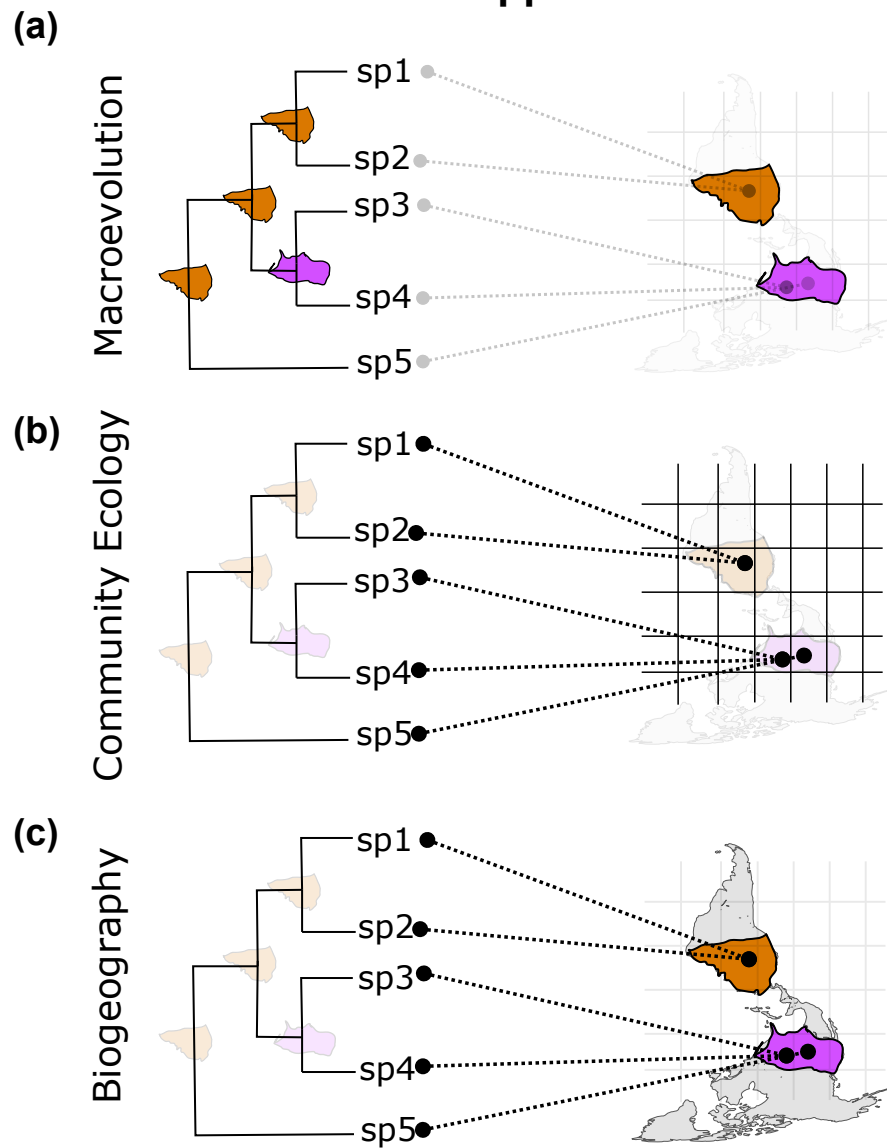 (a)
Macroevolution
sp1
sp2
sp3
sp4
sp5
(b)
Community Ecology
sp1
sp2
sp3
sp4
sp5
(c)
Biogeography
sp1
sp2
sp3
sp4
sp5